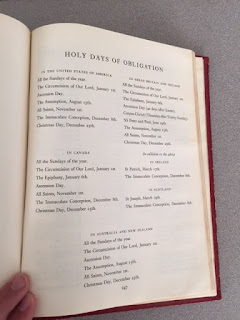 HOLY DAYS OF OBLIGATION
IN THE UNITED STATES OF AMERICA
All the Sundays of the year.
The Circumcision of Our Lord, January 1st.
Ascension Day.
The Assumption, August 15th.
All Saints, November 1st.
The Immaculate Conception, December 8th.
Christmas Day, December 25th.
IN GREAT BRITAIN AND IRELAND
All the Sundays of the year.
The Circumcision of Our Lord, January 1st.
The Epiphany, January 6th.
Ascension Day
Corpus Christi (Thursday after Trinity Sunday)
SS Peter and Paul, June 29th.
The Assumption, August 15th.
All Saints, November 1st.
Christmas Day, December 25th.
In addition to the above
IN IRELAND
St Patrick, March 17th.
The Immaculate Conception, December 8th.
IN SCOTLAND
St Joseph, March 19th.
The Immaculate Conception, December 8th.
IN CANADA
All the Sundays of the year.
The Circumcision of Our Lord, January 1st.
The Epiphany, January 6th.
Ascension Day.
All Saints, November 1st.
The Immaculate Conception, December 8th.
Christmas Day, December 25th.
IN AUSTRALIA AND NEW ZEALAND
All the Sundays of the year.
Ascension Day.
The Assumption, August 15th.
All Saints, November 1st.
Christmas Day, December 25th.